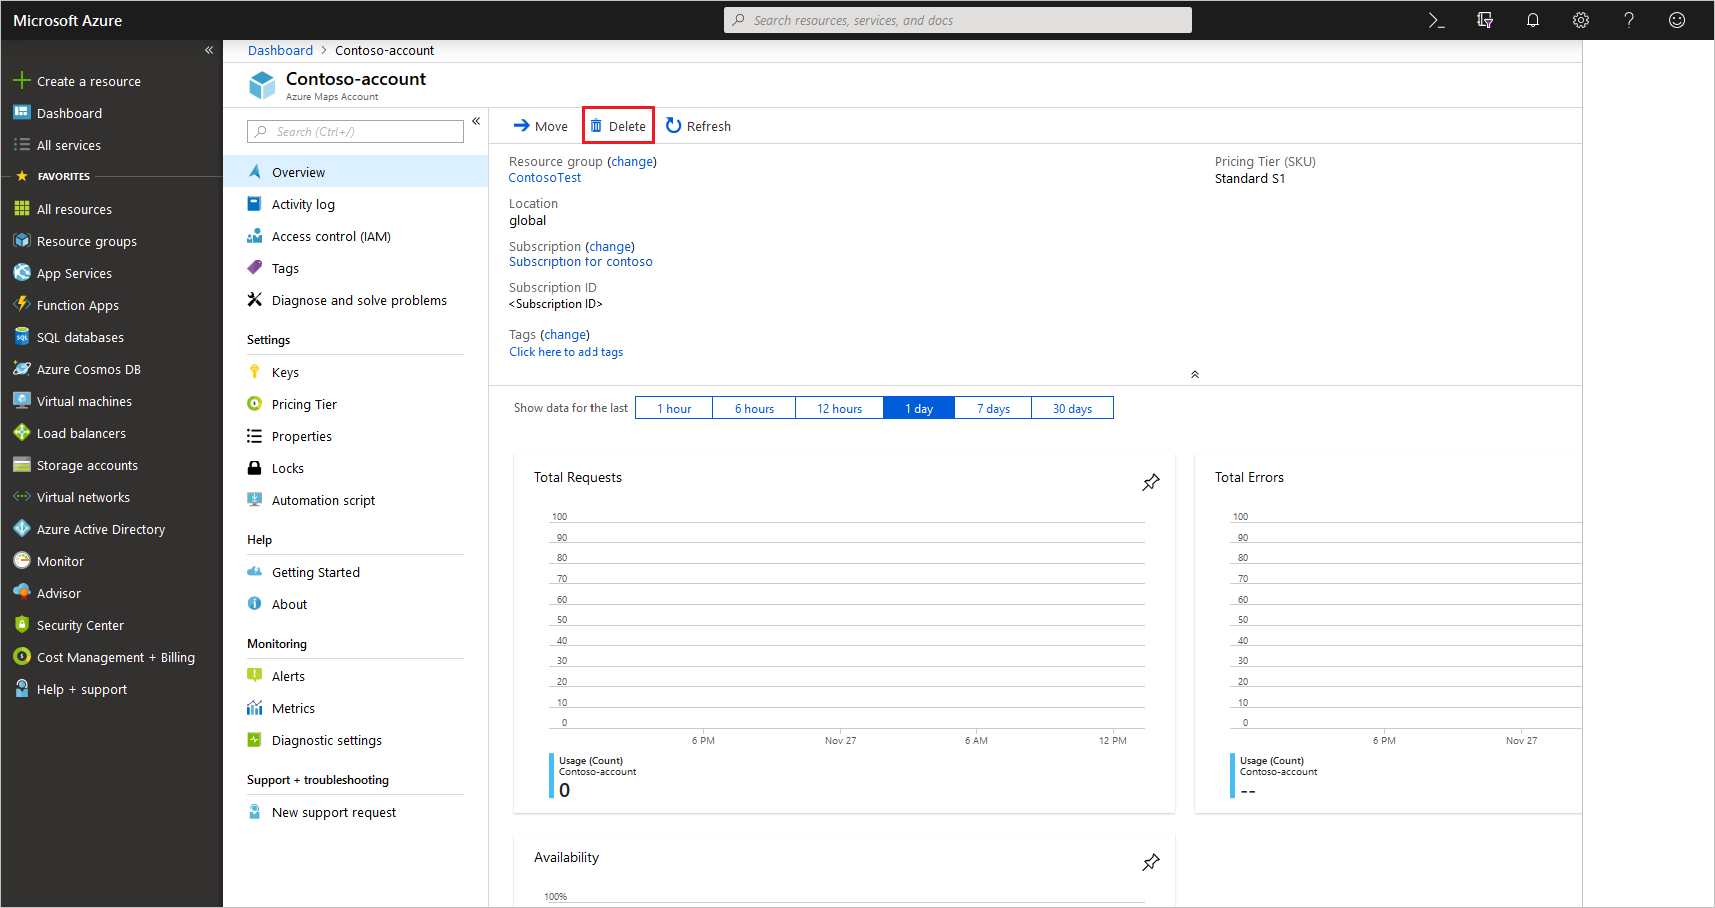 Microsoft Azure
Search resources, services, and docs
Create a resource
Dashboard
All services
FAVORITES
All resources
Resource groups
App Services
Function Apps
SQL databases
Azure Cosmos DB
Virtual machines
Load balancers
Storage accounts
Virtual networks
Azure Active Directory
Monitor
Advisor
Security Center
Cost Management + Billing
Help + support
Dashboard > Contoso-account
Contoso-account
Azure Maps Account
Search (Ctrl+/)
Overview
Activity log
Access control (IAM)
Tags
Diagnose and solve problems
Settings
Keys
Pricing Tier
Properties
Locks
Automation script
Help
Getting Started
About
Monitoring
Alerts
Metrics
Diagnostic settings
Support + troubleshooting
New support request
Move Delete Refresh
Resource group (change)
ContosoTest
Location
global
Subscription (change)
Subscription for contoso
Subscription ID
<Subscription ID>
Tags (change)
Click here to add tags
Pricing Tier (SKU)
Standard S1
Show data for the last 1 hour 6 hours 12 hours 1 day 7 days 30 days
Total Requests
100
90
80
70
60
50
40
30
20
10
0
6 PM Nov 27 6 AM 12 PM
Usage (Count)
Contoso-account
0
Total Errors
100
90
80
70
60
50
40
30
20
10
0
6 PM Nov 27
Usage (Count)
Contoso-account
--
Availability
100%